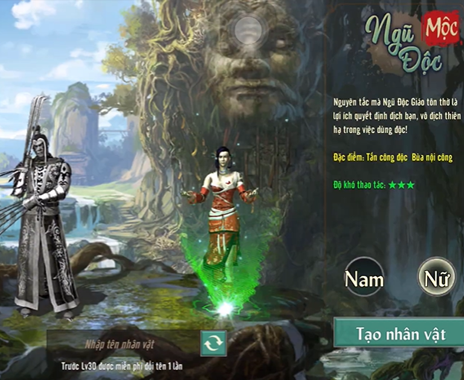 Ngũ Độc
Mộc
Nguyên tắc mà Ngũ Độc Giáo tôn thờ là
lợi ích quyết định địch bạn, vô địch thiên
hạ trong việc dùng độc!
Đặc điểm: Tấn công độc Bùa nội công
Độ khó thao tác: ★★★
Nam
Nữ
Tạo nhân vật
Nhập tên nhân vật
Trước Lv30 được miễn phí đổi tên 1 lần